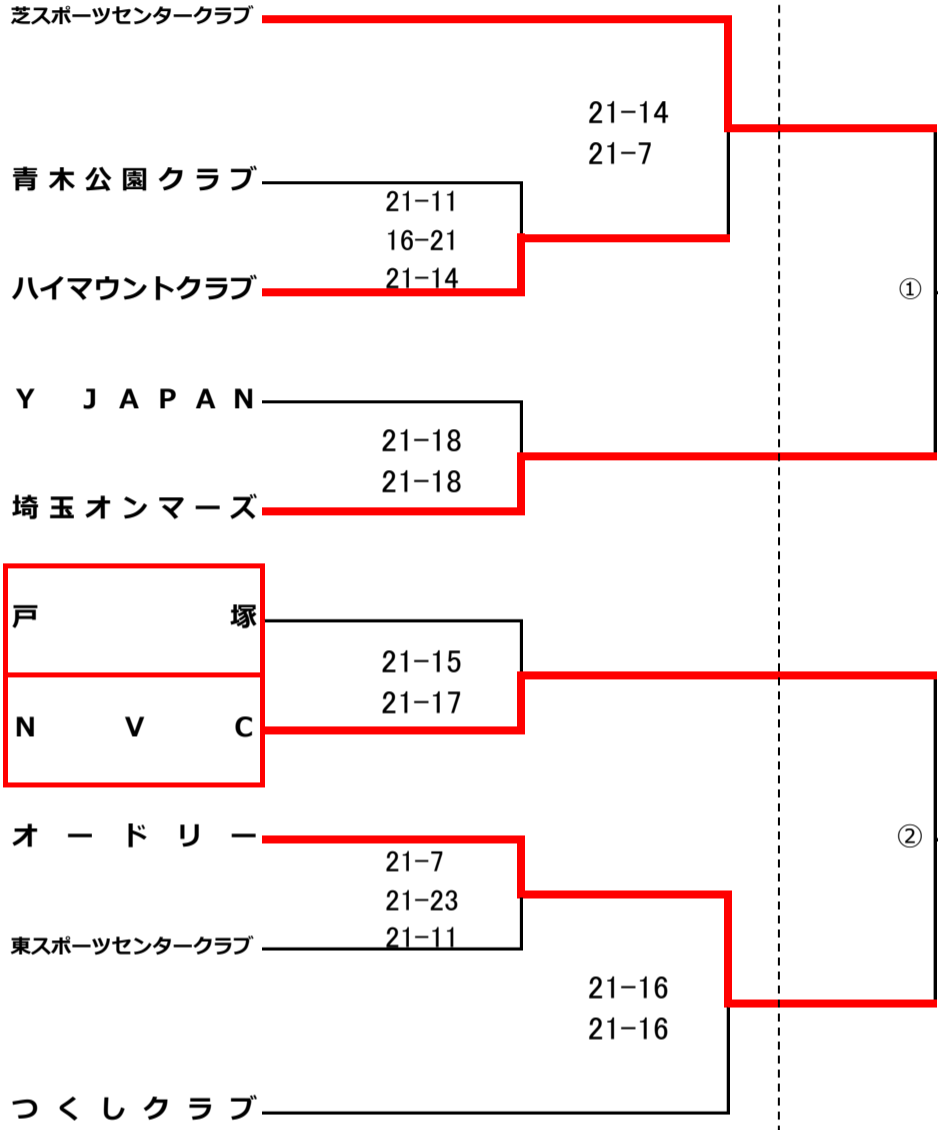 芝スポーツセンタークラブ
21-14
21-7
青木公園クラブ
21-11
16-21
21-14
ハイマウントクラブ
①
Y JAPAN
21-18
21-18
埼玉オンマーズ
戸塚
21-15
21-17
NVC
オードリー
②
21-7
21-23
21-11
東スポーツセンタークラブ
21-16
21-16
つくしクラブ